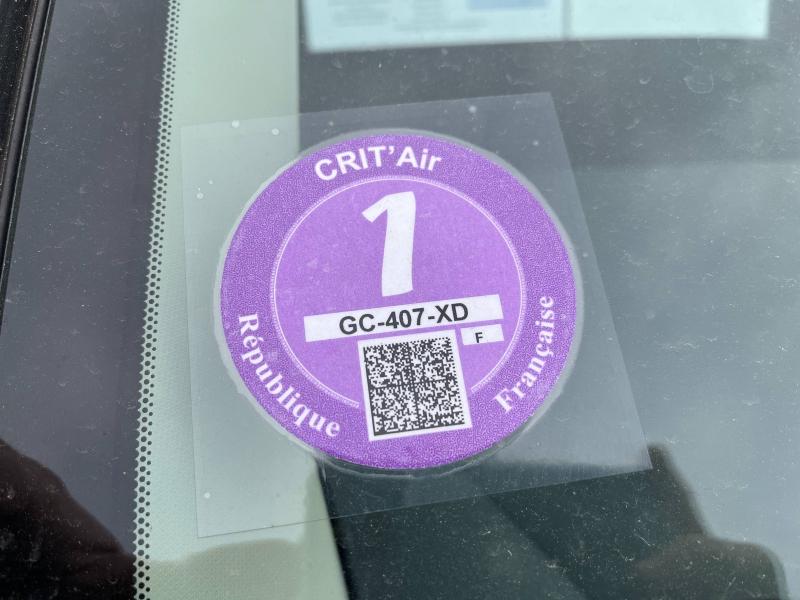 CRIT'Air
1
GC-407-XD
F
République
Française